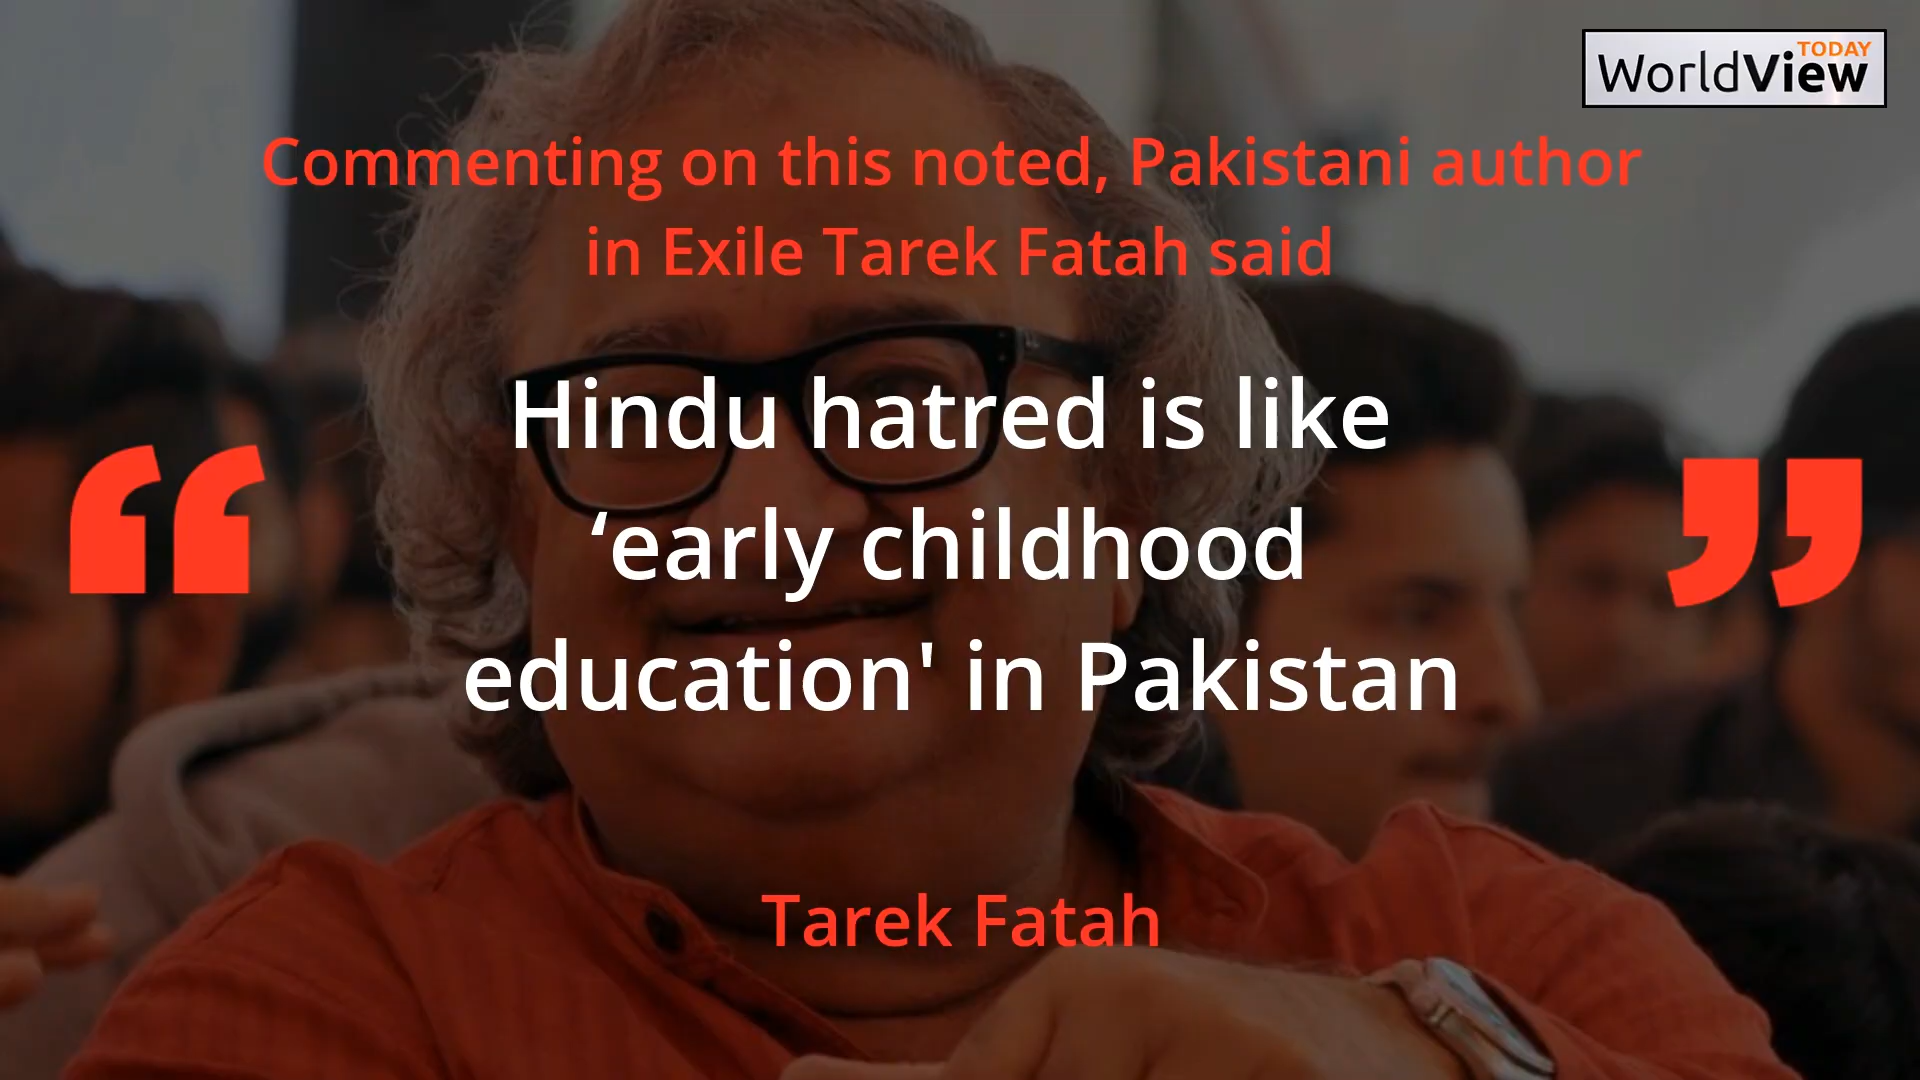 TODAY
WorldView
Commenting on this noted, Pakistani author
in Exile Tarek Fatah said
“
Hindu hatred is like
‘early childhood
education' in Pakistan
”
Tarek Fatah